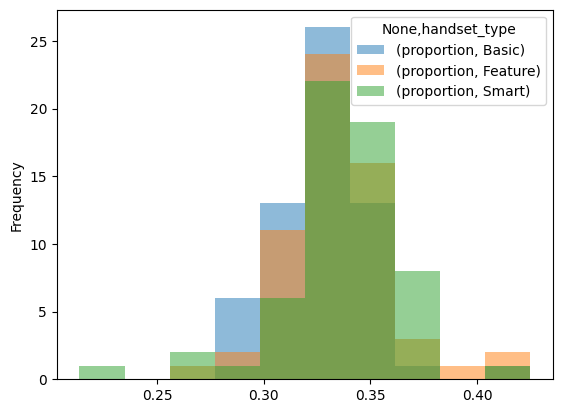 None,handset_type
(proportion, Basic)
(proportion, Feature)
(proportion, Smart)
Frequency
25
20
15
10
5
0
0.25
0.30
0.35
0.40